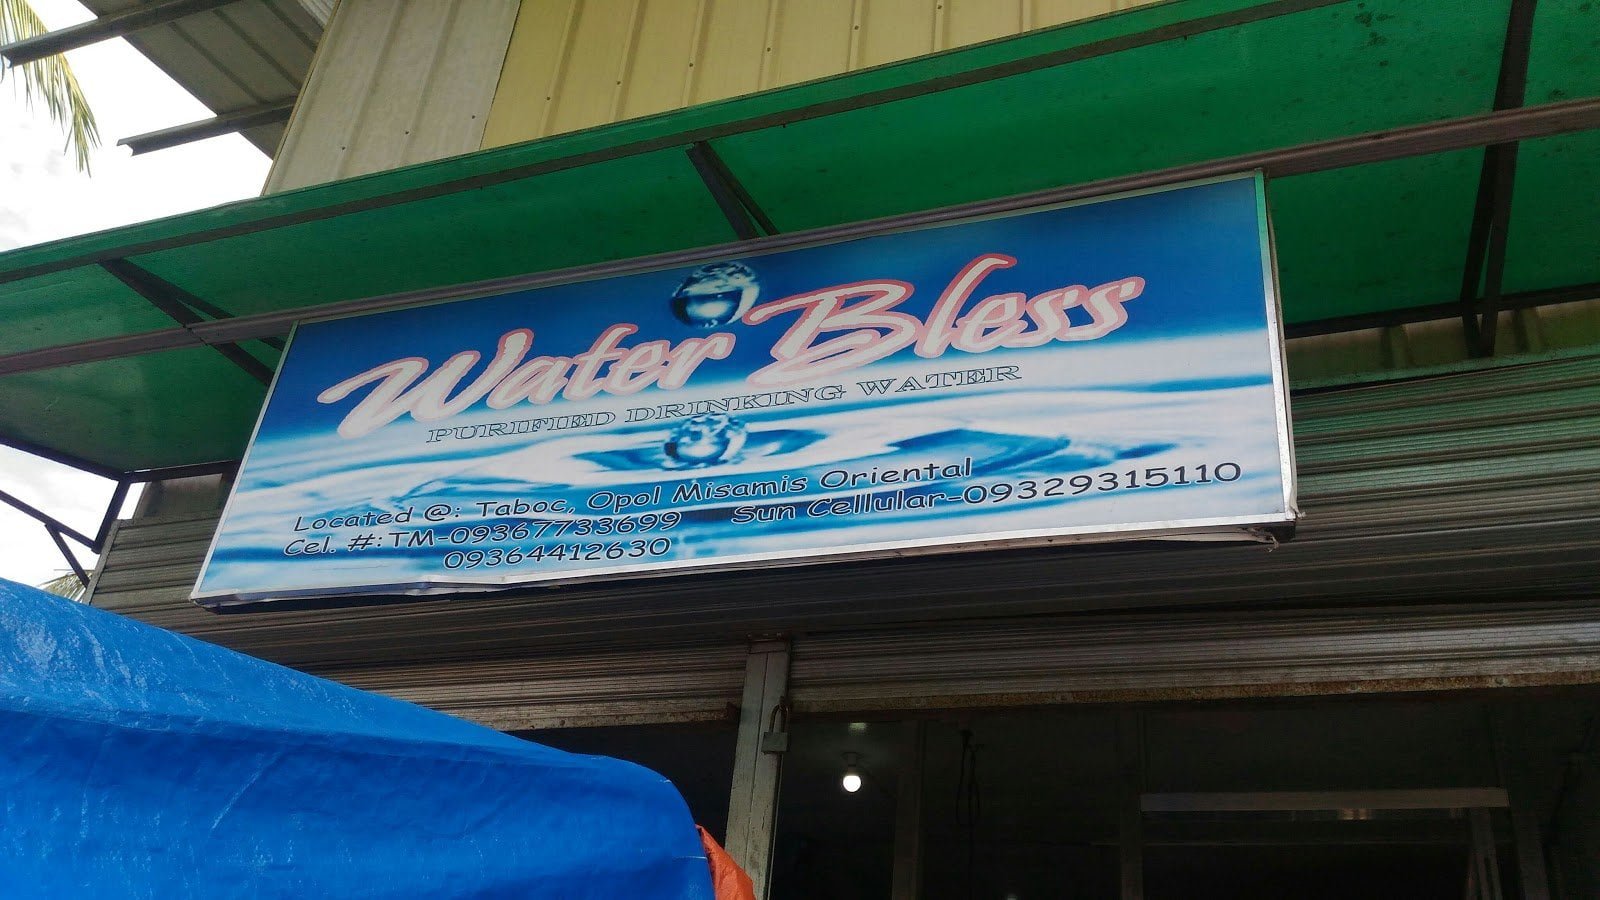 Water Bless
PURIFIED DRINKING WATER
Located @: Taboc, Opol Misamis Oriental
Cel. #: TM-09367733699 Sun Cellular-09329315110
09364412630